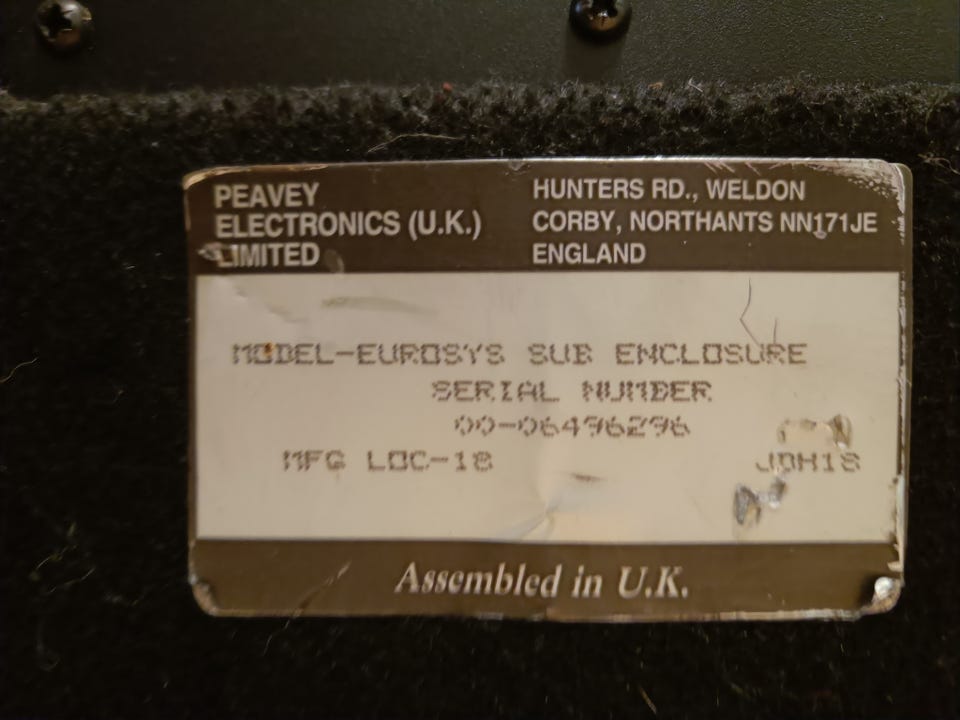 PEAVEY
ELECTRONICS (U.K.)
LIMITED
HUNTERS RD., WELDON
CORBY, NORTHANTS NN171JE
ENGLAND
MODEL-EUROSYS SUB ENCLOSURE
SERIAL NUMBER
00-06496296
MFG LOC-18
JDH18
Assembled in U.K.